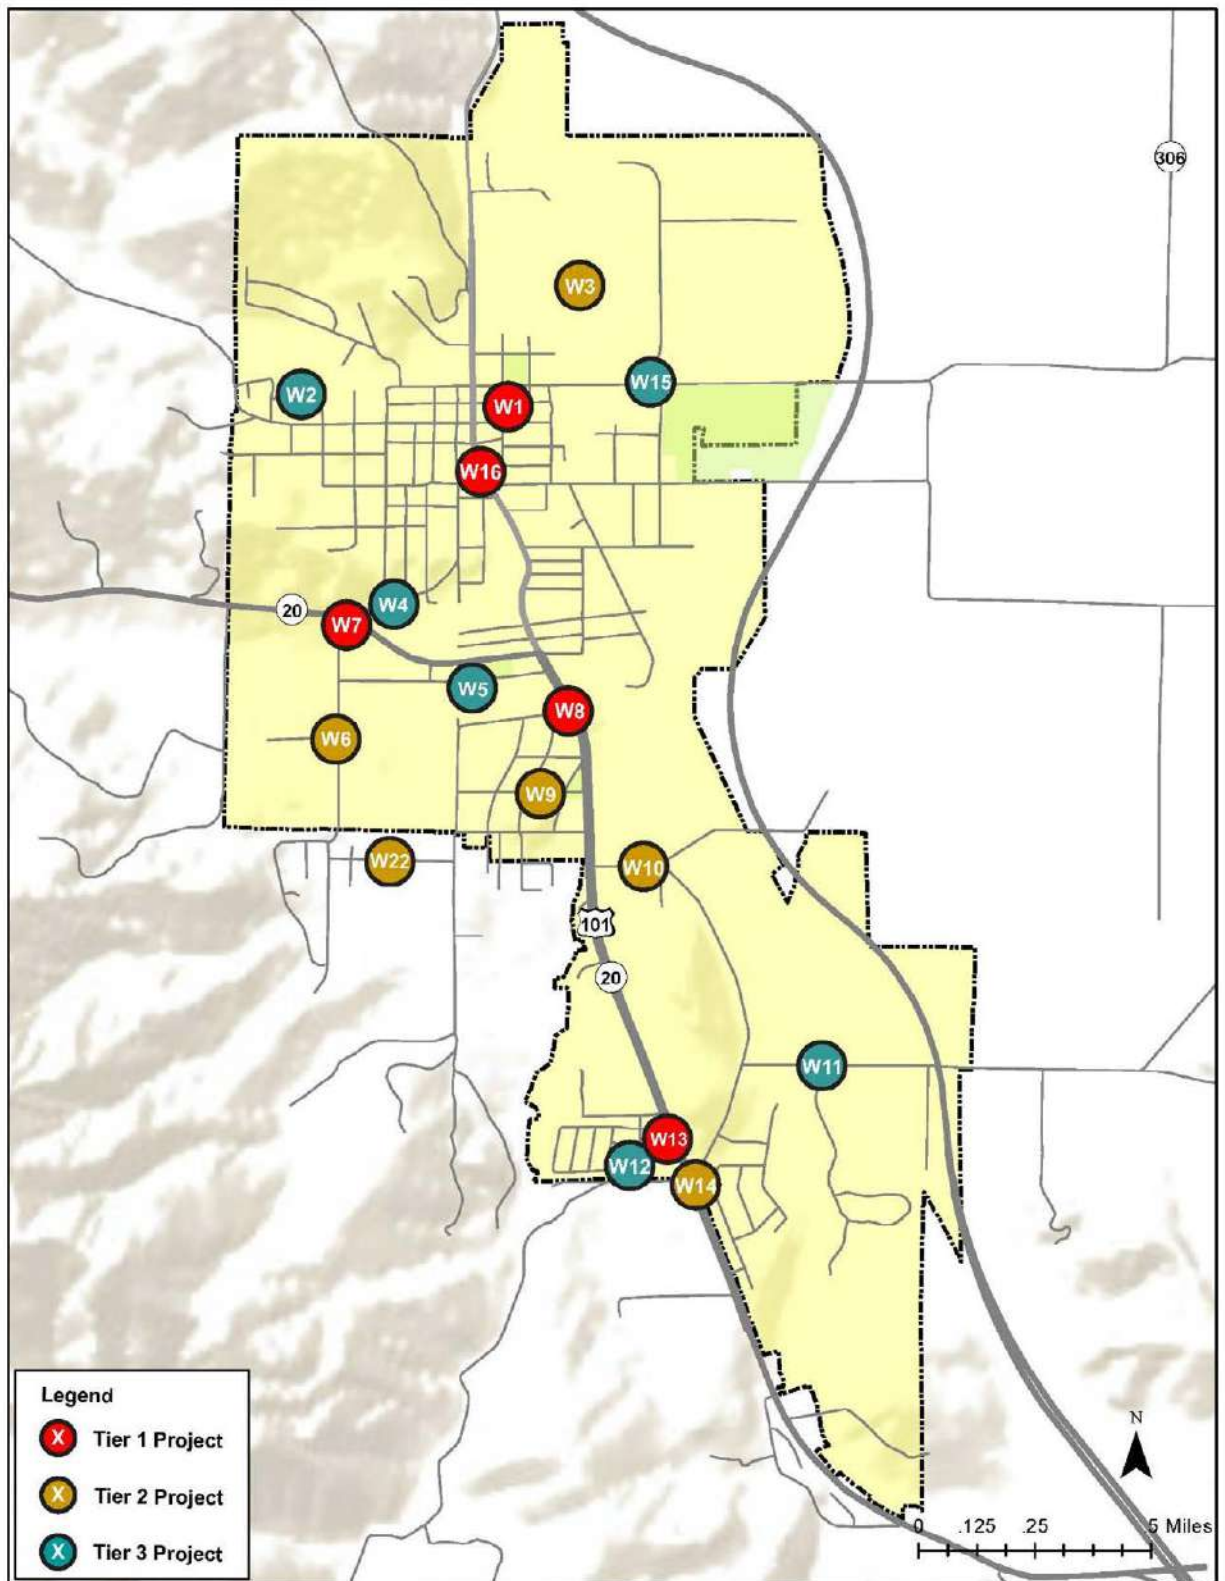 306
W3
W2
W15
W1
W16
20
W4
W7
W5
W8
W6
W9
W22
W10
101
20
W11
W13
W12
W14
Legend
X Tier 1 Project
X Tier 2 Project
X Tier 3 Project
N
0 .125 .25 .5 Miles